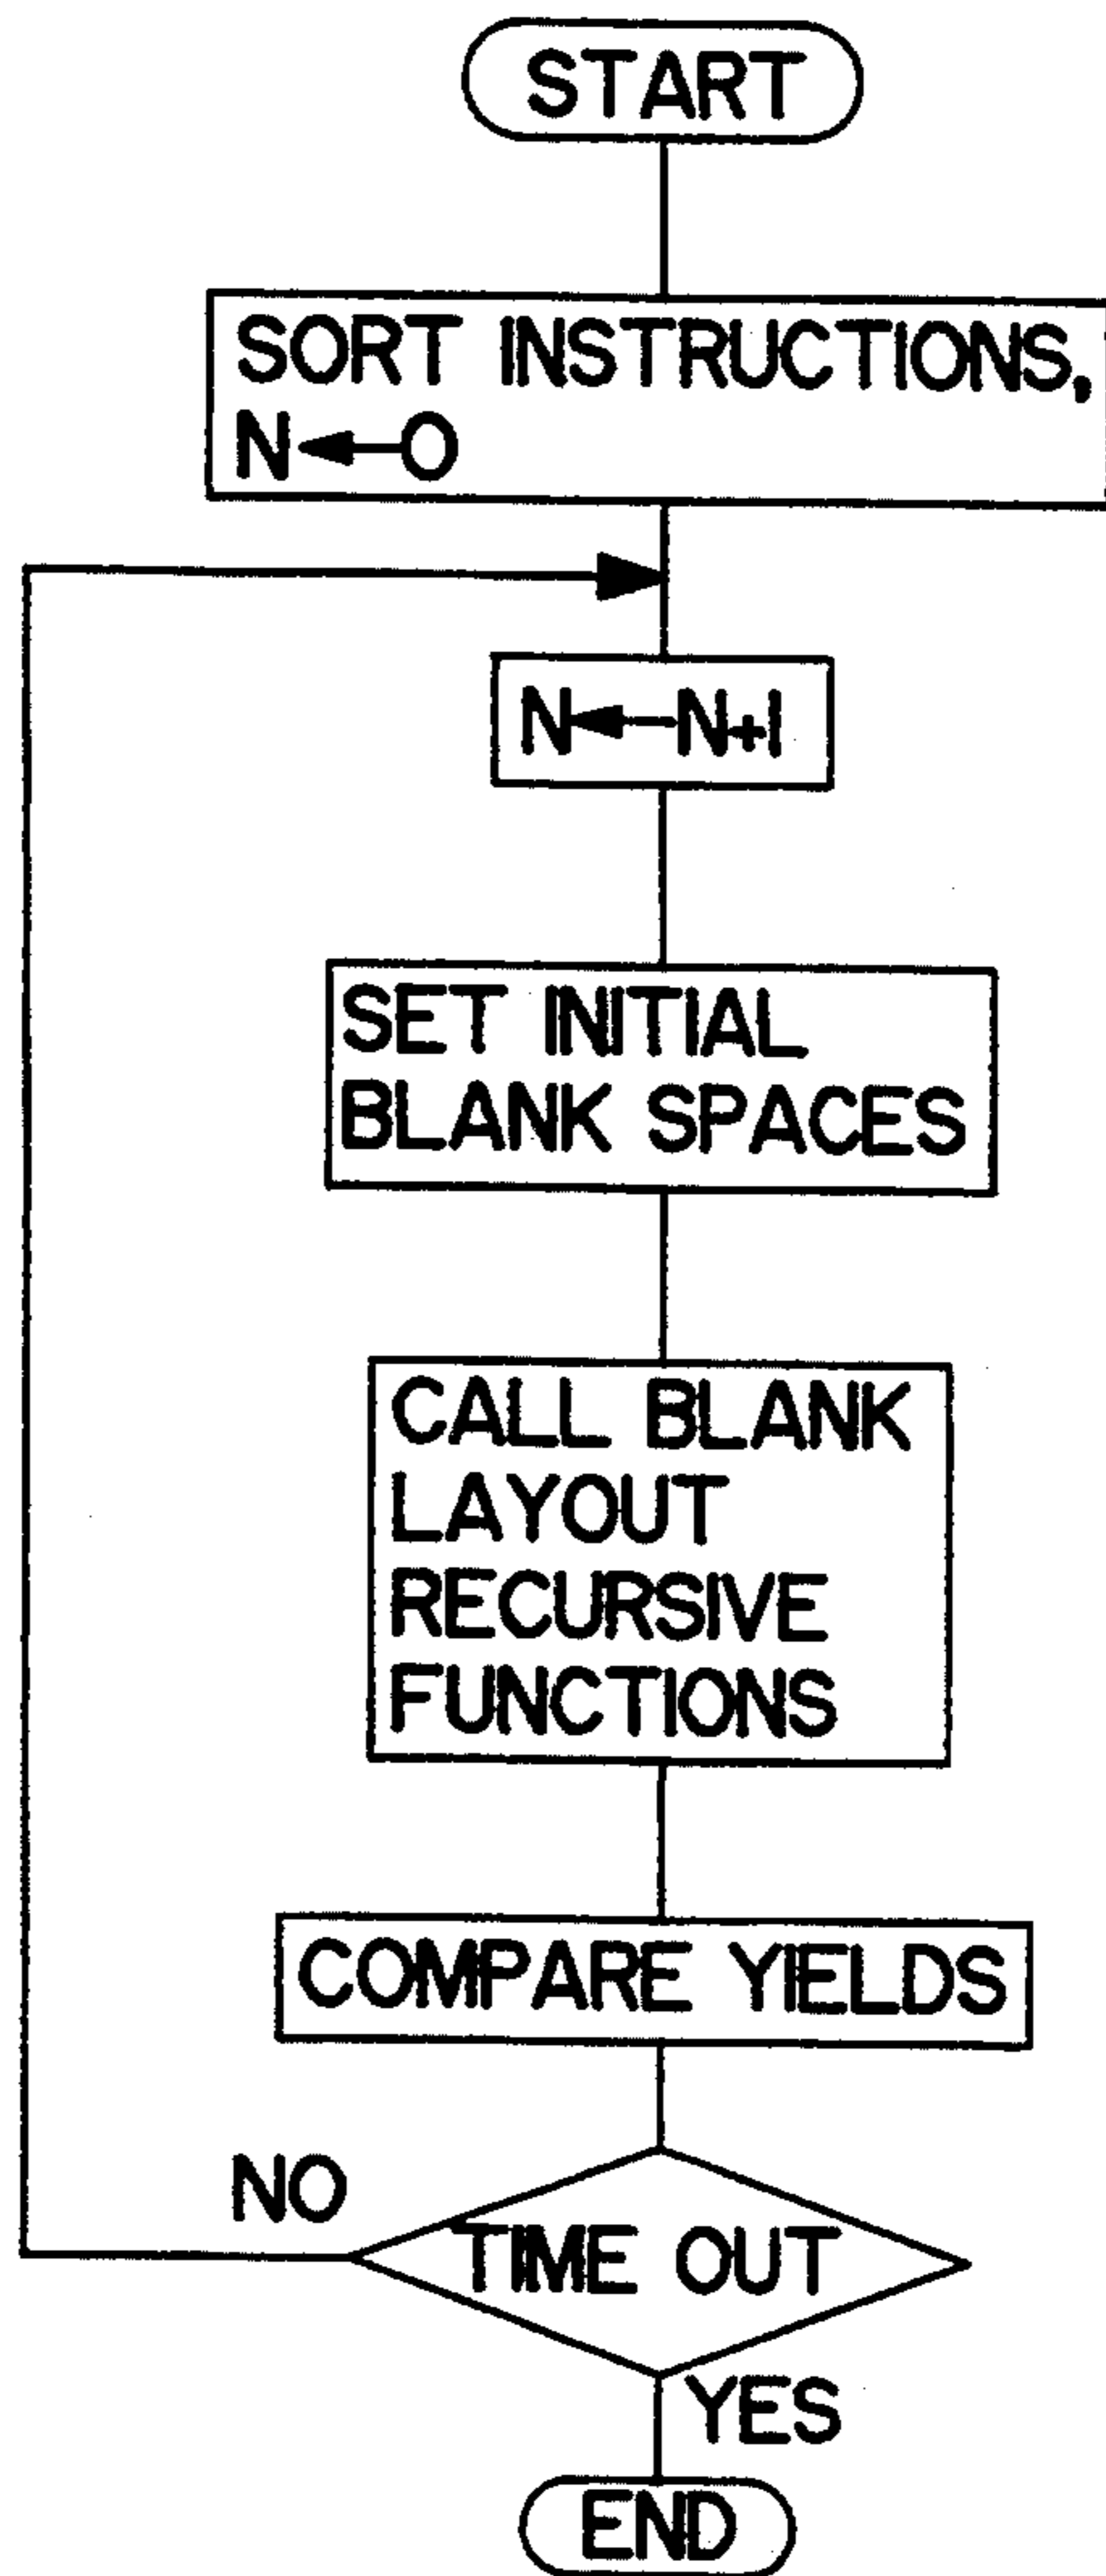 START
SORT INSTRUCTIONS,
N←O
N←N+1
SET INITIAL
BLANK SPACES
CALL BLANK
LAYOUT
RECURSIVE
FUNCTIONS
COMPARE YIELDS
NO
TIME OUT
YES
END